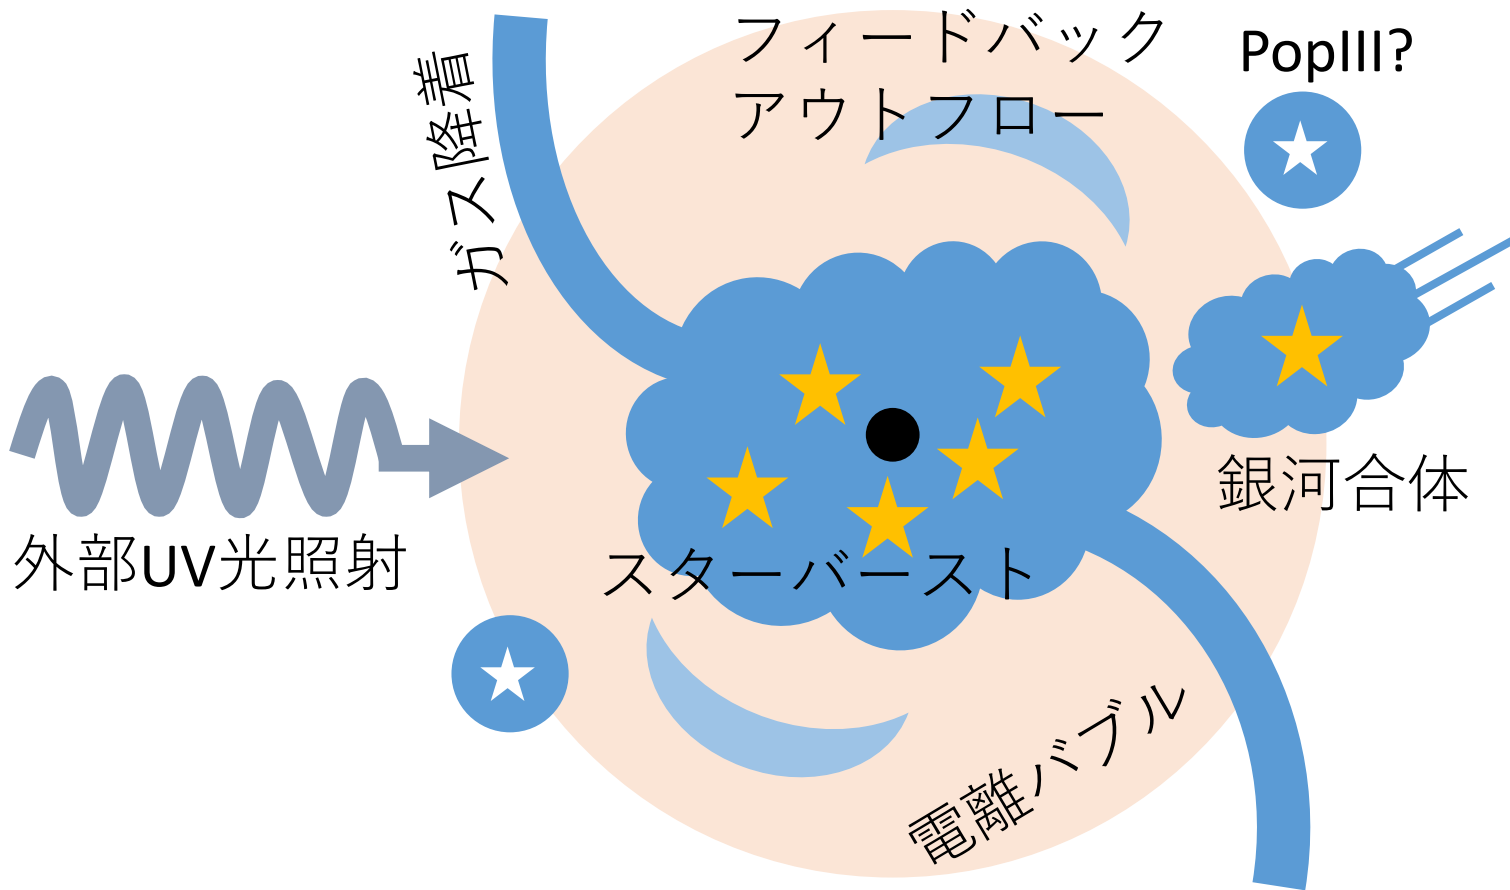 フィードバック
アウトフロー
PopIII?
ガス降着
銀河合体
外部UV光照射
スターバースト
電離バブル